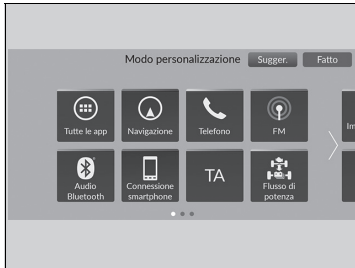 Modo personalizzazione Sugger. Fatto
Tutte le app Navigazione Telefono FM
Audio Bluetooth
Connessione smartphone
TA
Flusso di potenza